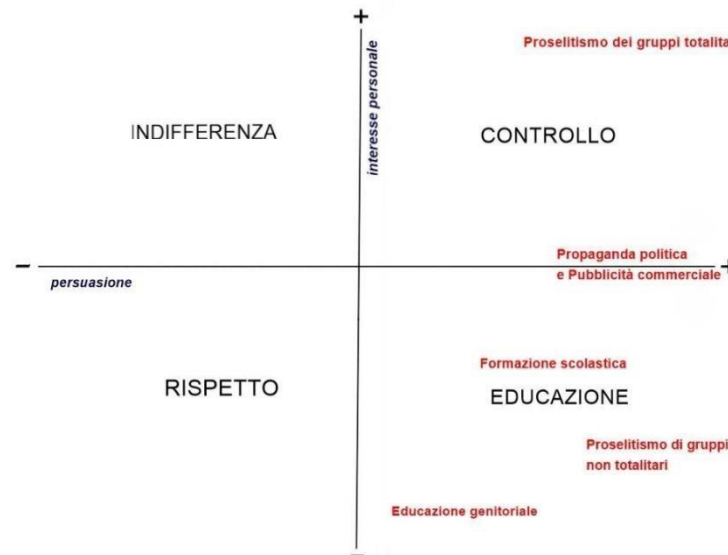 +
Proselitismo dei gruppi totalita
interesse personale
INDIFFERENZA
CONTROLLO
Propaganda politica
e Pubblicità commerciale
– +
persuasione
Formazione scolastica
RISPETTO
EDUCAZIONE
Proselitismo di gruppi
non totalitari
Educazione genitoriale
–